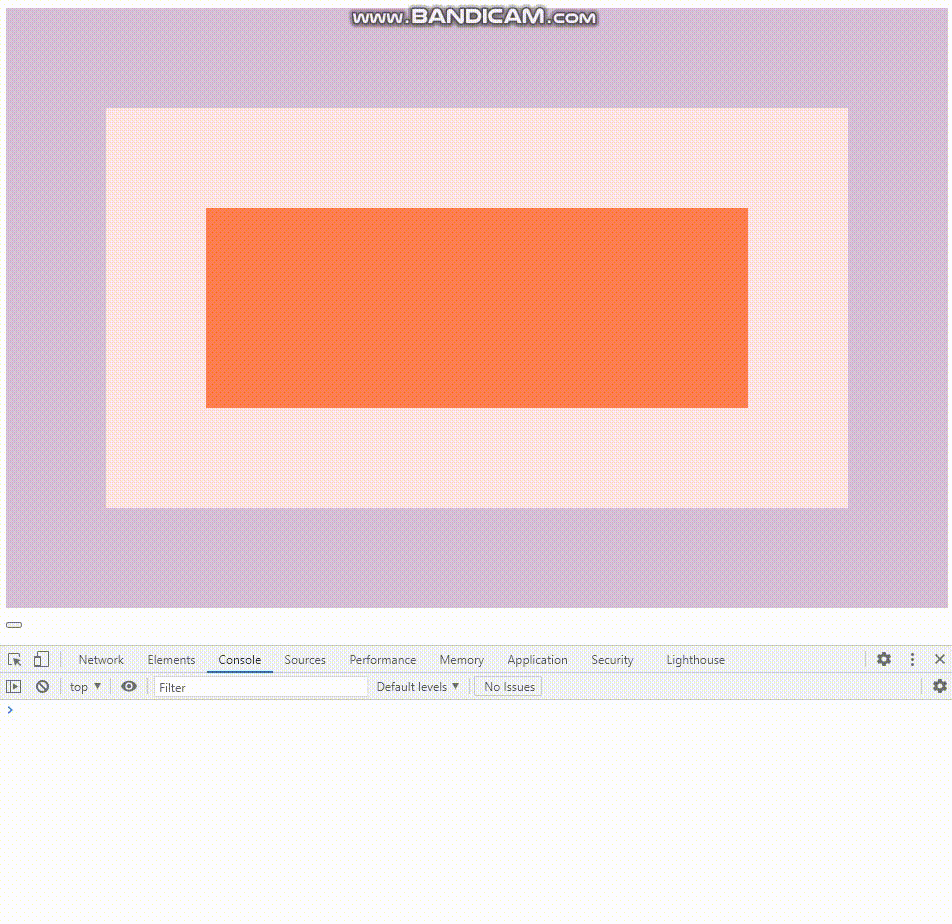 www.BANDICAM.com
Network Elements Console Sources Performance Memory Application Security Lighthouse
top Filter Default levels No Issues